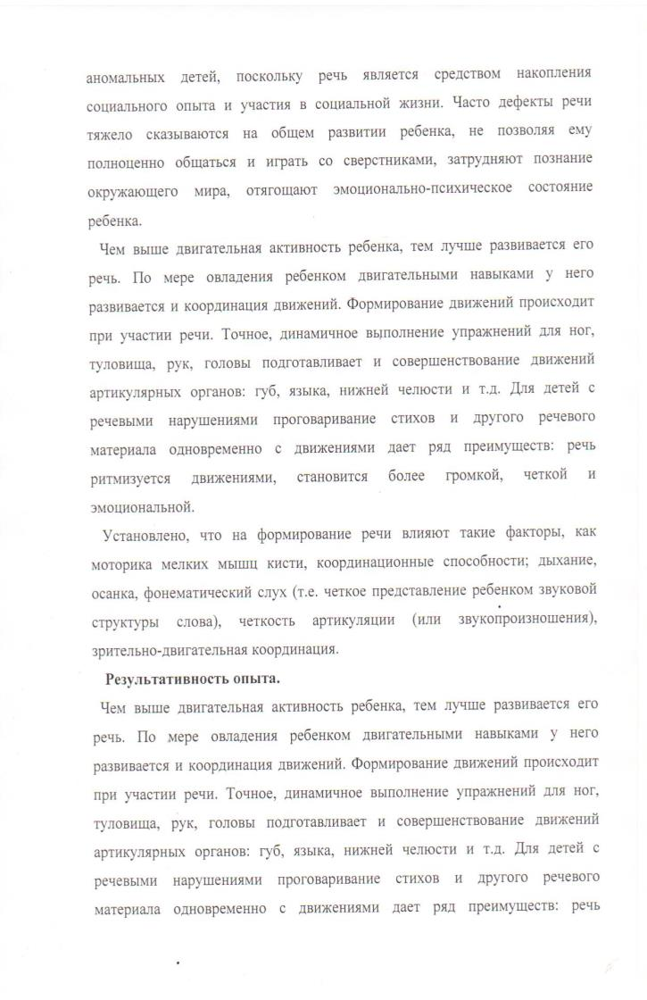 аномальных детей, поскольку речь является средством накопления
социального опыта и участия в социальной жизни. Часто дефекты речи
тяжело сказываются на общем развитии ребенка, не позволяя ему
полноценно общаться и играть со сверстниками, затрудняют познание
окружающего мира, отягощают эмоционально-психическое состояние
ребенка.
Чем выше двигательная активность ребенка, тем лучше развивается его
речь. По мере овладения ребенком двигательными навыками у него
развивается и координация движений. Формирование движений происходит
при участии речи. Точное, динамичное выполнение упражнений для ног,
туловища, рук, головы подготавливает и совершенствование движений
артикулярных органов: губ, языка, нижней челюсти и т.д. Для детей с
речевыми нарушениями проговаривание стихов и другого речевого
материала одновременно с движениями дает ряд преимуществ: речь
ритмизуется движениями, становится более громкой, четкой и
эмоциональной.
Установлено, что на формирование речи влияют такие факторы, как
моторика мелких мышц кисти, координационные способности; дыхание,
осанка, фонематический слух (т.е. четкое представление ребенком звуковой
структуры слова), четкость артикуляции (или звукопроизношения),
зрительно-двигательная координация.
Результативность опыта.
Чем выше двигательная активность ребенка, тем лучше развивается его
речь. По мере овладения ребенком двигательными навыками у него
развивается и координация движений. Формирование движений происходит
при участии речи. Точное, динамичное выполнение упражнений для ног,
туловища, рук, головы подготавливает и совершенствование движений
артикулярных органов: губ, языка, нижней челюсти и т.д. Для детей с
речевыми нарушениями проговаривание стихов и другого речевого
материала одновременно с движениями дает ряд преимуществ: речь